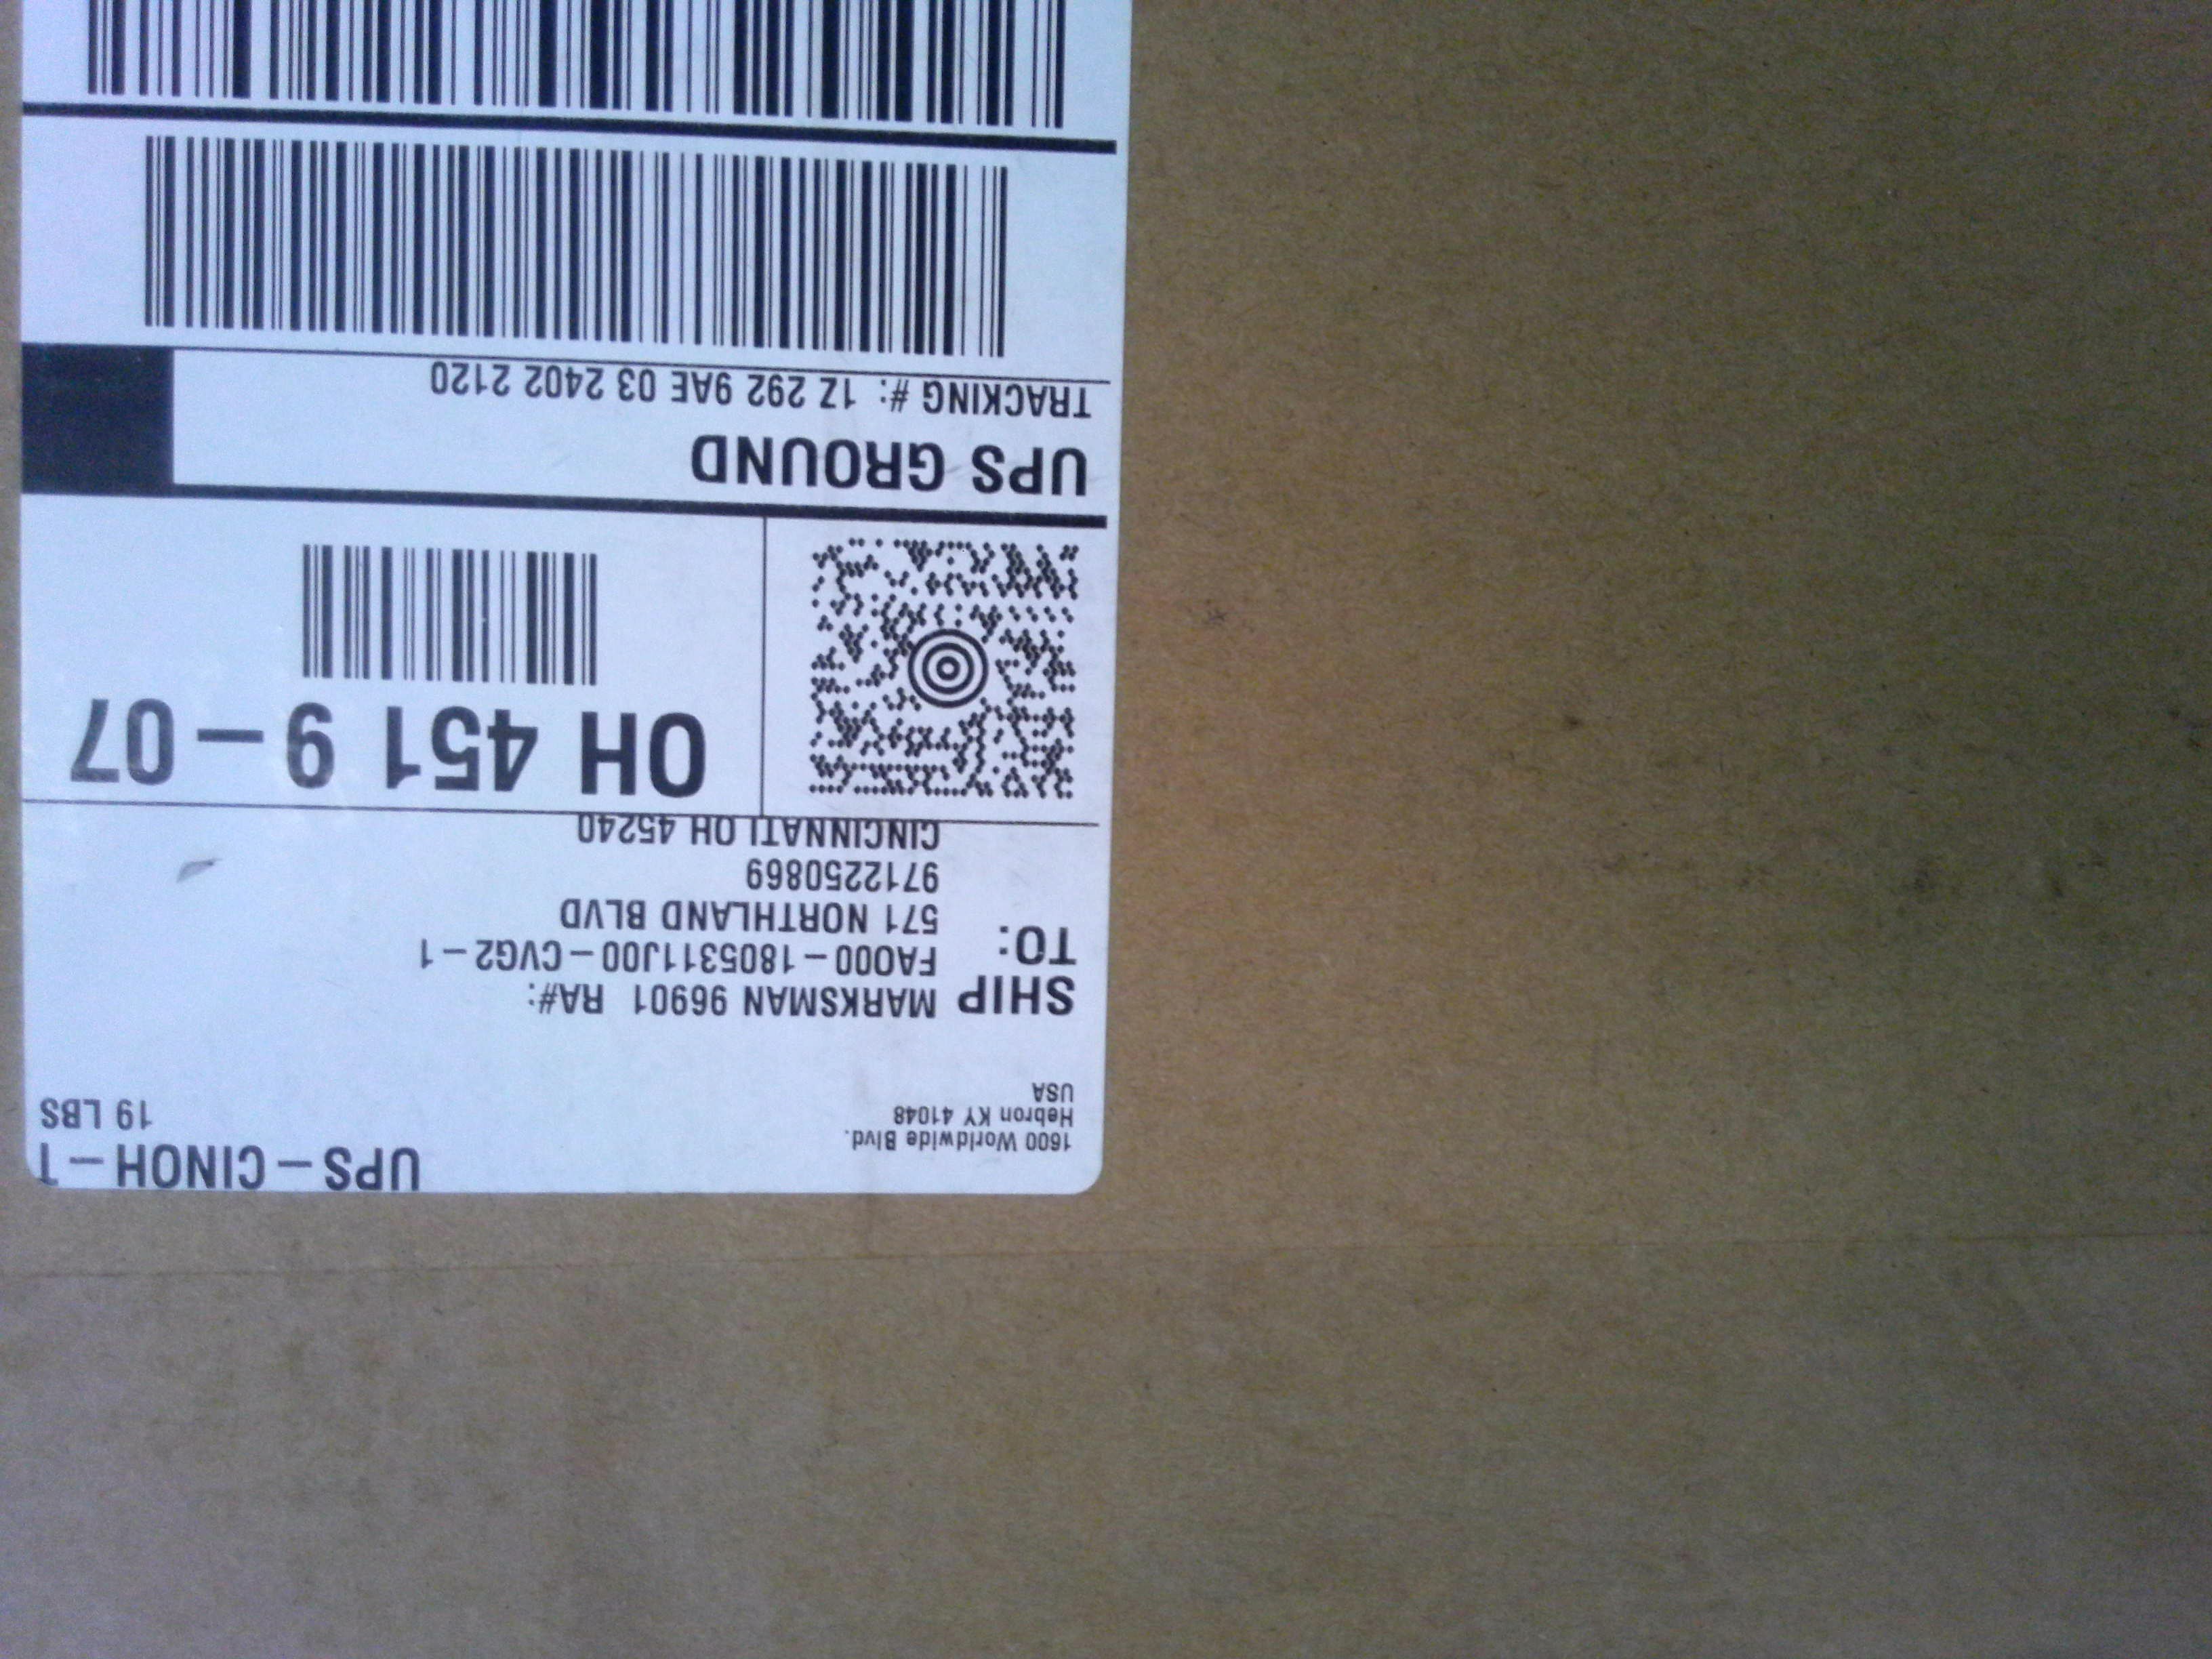 UPS-CINOH-1
19 LBS
1600 Worldwide Blvd.
Hebron KY 41048
USA
SHIP TO:
MARKSMAN 96901 RA#:
FA000-1805311J00-CVG2-1
571 NORTHLAND BLVD
9712250869
CINCINNATI OH 45240
OH 451 9-07
UPS GROUND
TRACKING #: 1Z 292 9AE 03 2402 2120